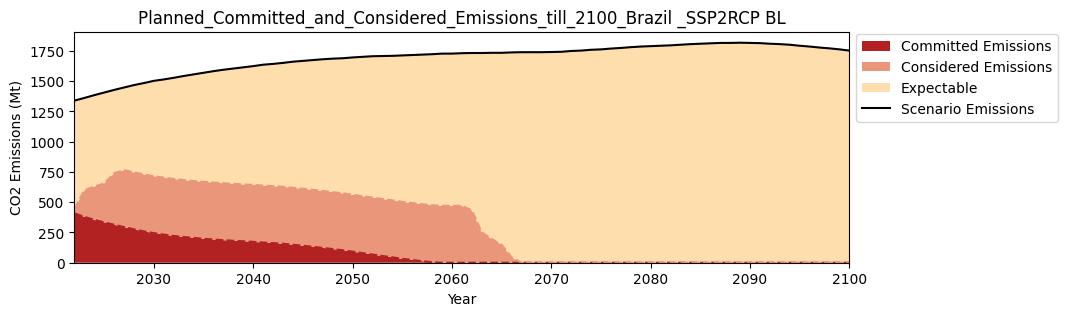 Planned_Committed_and_Considered_Emissions_till_2100_Brazil _SSP2RCP BL
CO2 Emissions (Mt)
1750
1500
1250
1000
750
500
250
0
2030 2040 2050 2060 2070 2080 2090 2100
Year
Committed Emissions
Considered Emissions
Expectable
Scenario Emissions